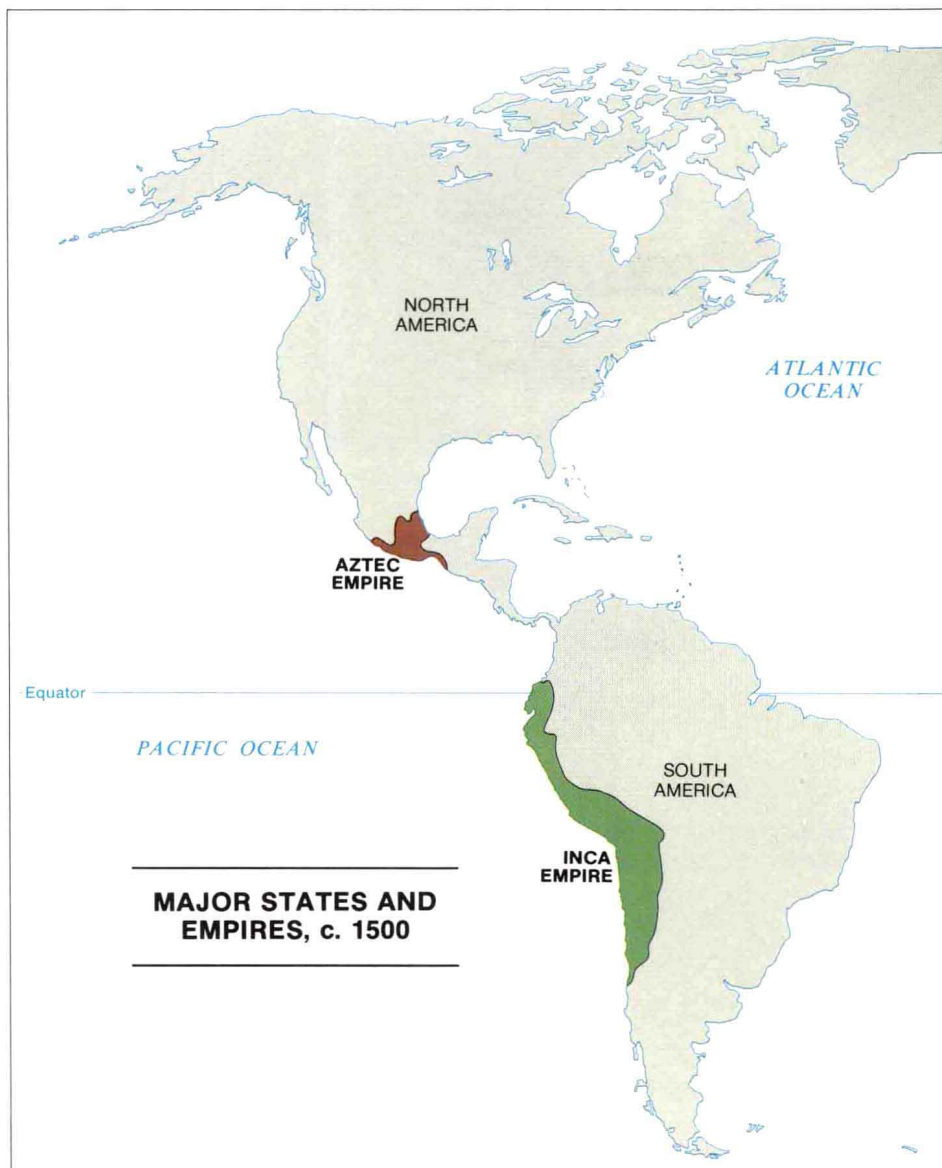 NORTH
AMERICA
ATLANTIC
OCEAN
AZTEC
EMPIRE
Equator
PACIFIC OCEAN
SOUTH
AMERICA
INCA
EMPIRE
MAJOR STATES AND
EMPIRES, c. 1500